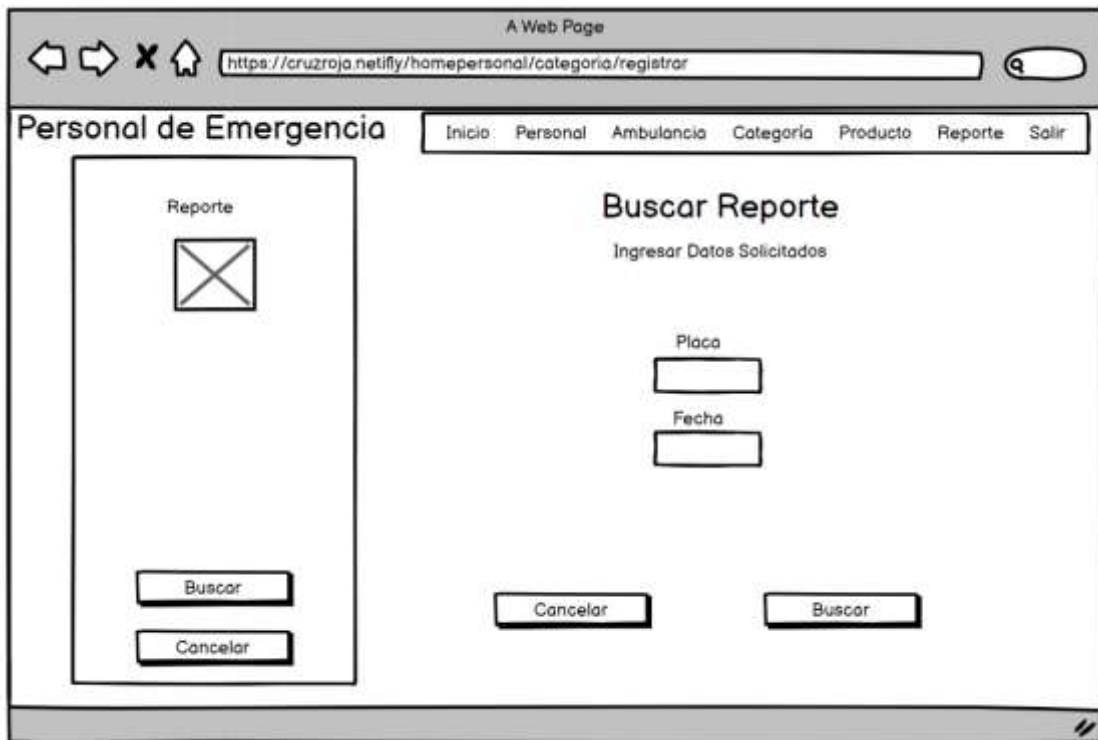 A Web Page
https://cruzroja.netifly/homepersonal/categoria/registrar
Personal de Emergencia
Inicio Personal Ambulancia Categoría Producto Reporte Salir
Reporte
Buscar
Cancelar
Buscar Reporte
Ingresar Datos Solicitados
Placa
Fecha
Cancelar
Buscar